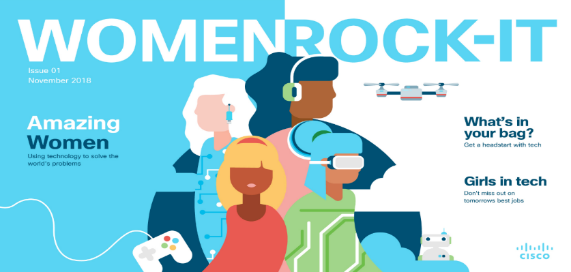 WOMENROCK-IT
Issue 01
November 2018
Amazing
Women
Using technology to solve the
world's problems
What's in
your bag?
Get a headstart with tech
Girls in tech
Don't miss out on
tomorrows best jobs
CISCO